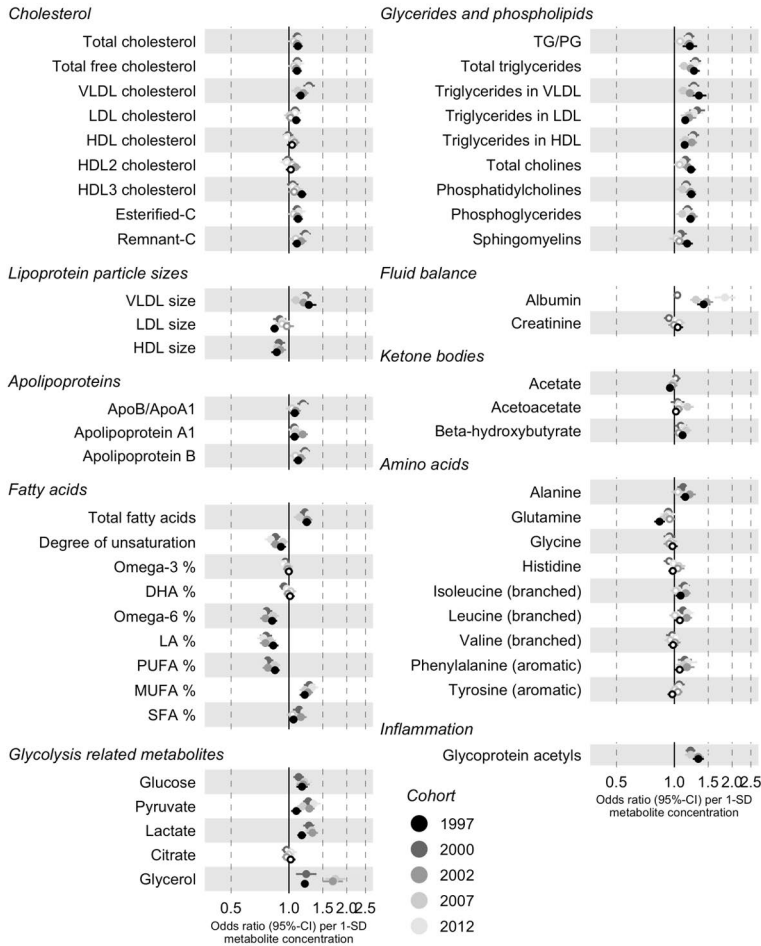 Cholesterol
Total cholesterol
Total free cholesterol
VLDL cholesterol
LDL cholesterol
HDL cholesterol
HDL2 cholesterol
HDL3 cholesterol
Esterified-C
Remnant-C
Lipoprotein particle sizes
VLDL size
LDL size
HDL size
Apolipoproteins
ApoB/ApoA1
Apolipoprotein A1
Apolipoprotein B
Fatty acids
Total fatty acids
Degree of unsaturation
Omega-3 %
DHA %
Omega-6 %
LA %
PUFA %
MUFA %
SFA %
Glycolysis related metabolites
Glucose
Pyruvate
Lactate
Citrate
Glycerol
0.5 1.0 1.5 2.0 2.5
Odds ratio (95%-CI) per 1-SD
metabolite concentration
Glycerides and phospholipids
TG/PG
Total triglycerides
Triglycerides in VLDL
Triglycerides in LDL
Triglycerides in HDL
Total cholines
Phosphatidylcholines
Phosphoglycerides
Sphingomyelins
Fluid balance
Albumin
Creatinine
Ketone bodies
Acetate
Acetoacetate
Beta-hydroxybutyrate
Amino acids
Alanine
Glutamine
Glycine
Histidine
Isoleucine (branched)
Leucine (branched)
Valine (branched)
Phenylalanine (aromatic)
Tyrosine (aromatic)
Inflammation
Glycoprotein acetyls
0.5 1.0 1.5 2.0 2.5
Odds ratio (95%-CI) per 1-SD
metabolite concentration
Cohort
1997
2000
2002
2007
2012